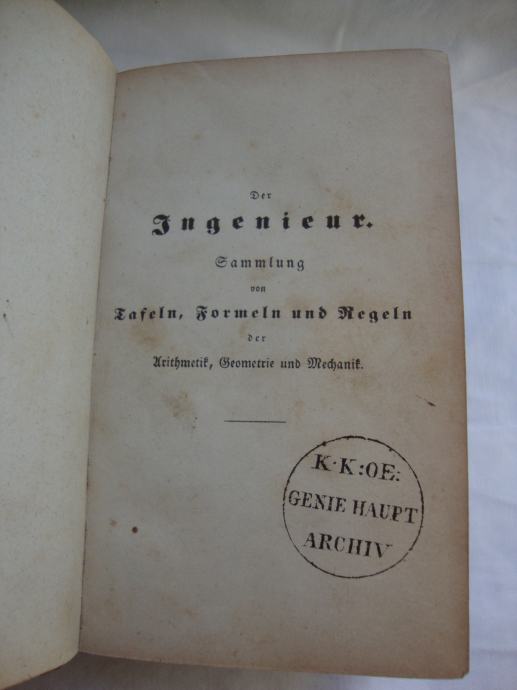 Der
Ingenieur.
Sammlung
von
Tafeln, Formeln und Regeln
der
Arithmetik, Geometrie und Mechanik.
K·K:OE:
GENIE HAUPT
ARCHIV